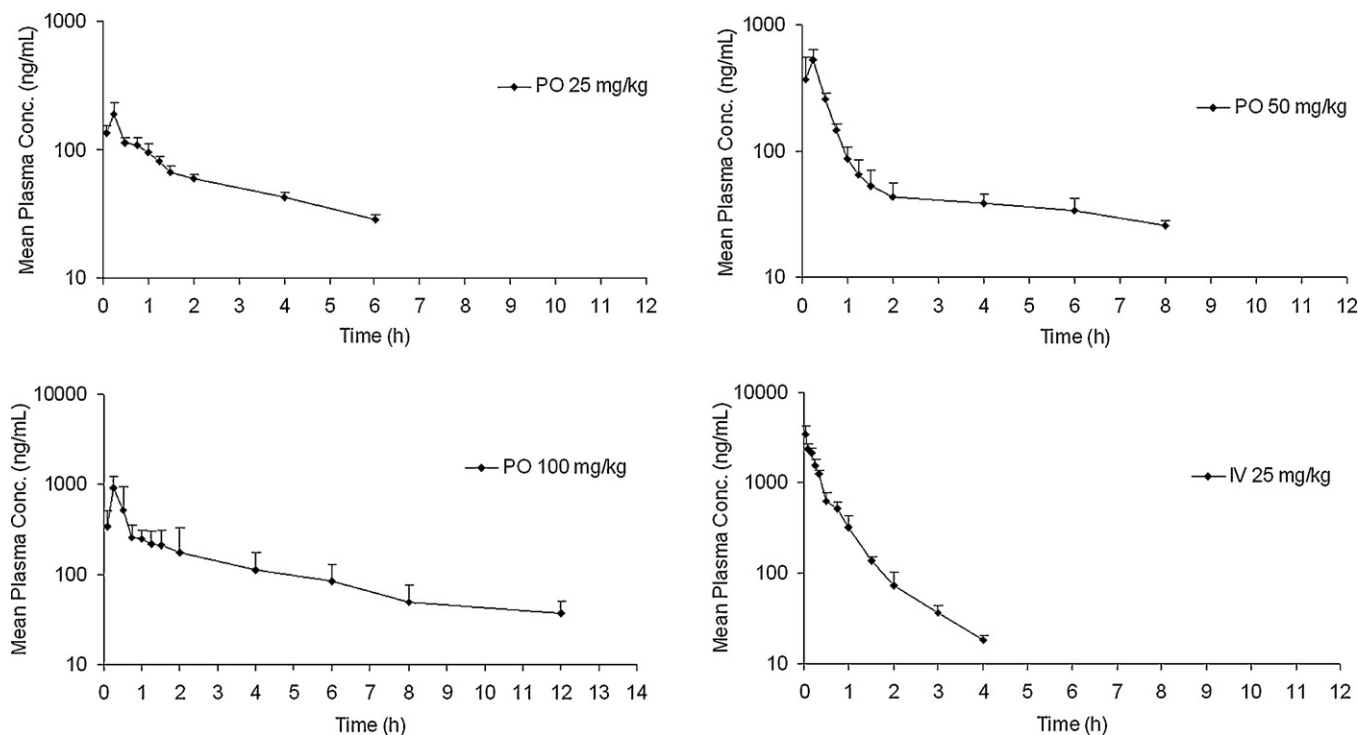 1000
100
10
Mean Plasma Conc. (ng/mL)
PO 25 mg/kg
0 1 2 3 4 5 6 7 8 9 10 11 12
Time (h)
1000
100
10
Mean Plasma Conc. (ng/mL)
PO 50 mg/kg
0 1 2 3 4 5 6 7 8 9 10 11 12
Time (h)
10000
1000
100
10
Mean Plasma Conc. (ng/mL)
PO 100 mg/kg
0 1 2 3 4 5 6 7 8 9 10 11 12 13 14
Time (h)
10000
1000
100
10
Mean Plasma Conc. (ng/mL)
IV 25 mg/kg
0 1 2 3 4 5 6 7 8 9 10 11 12
Time (h)